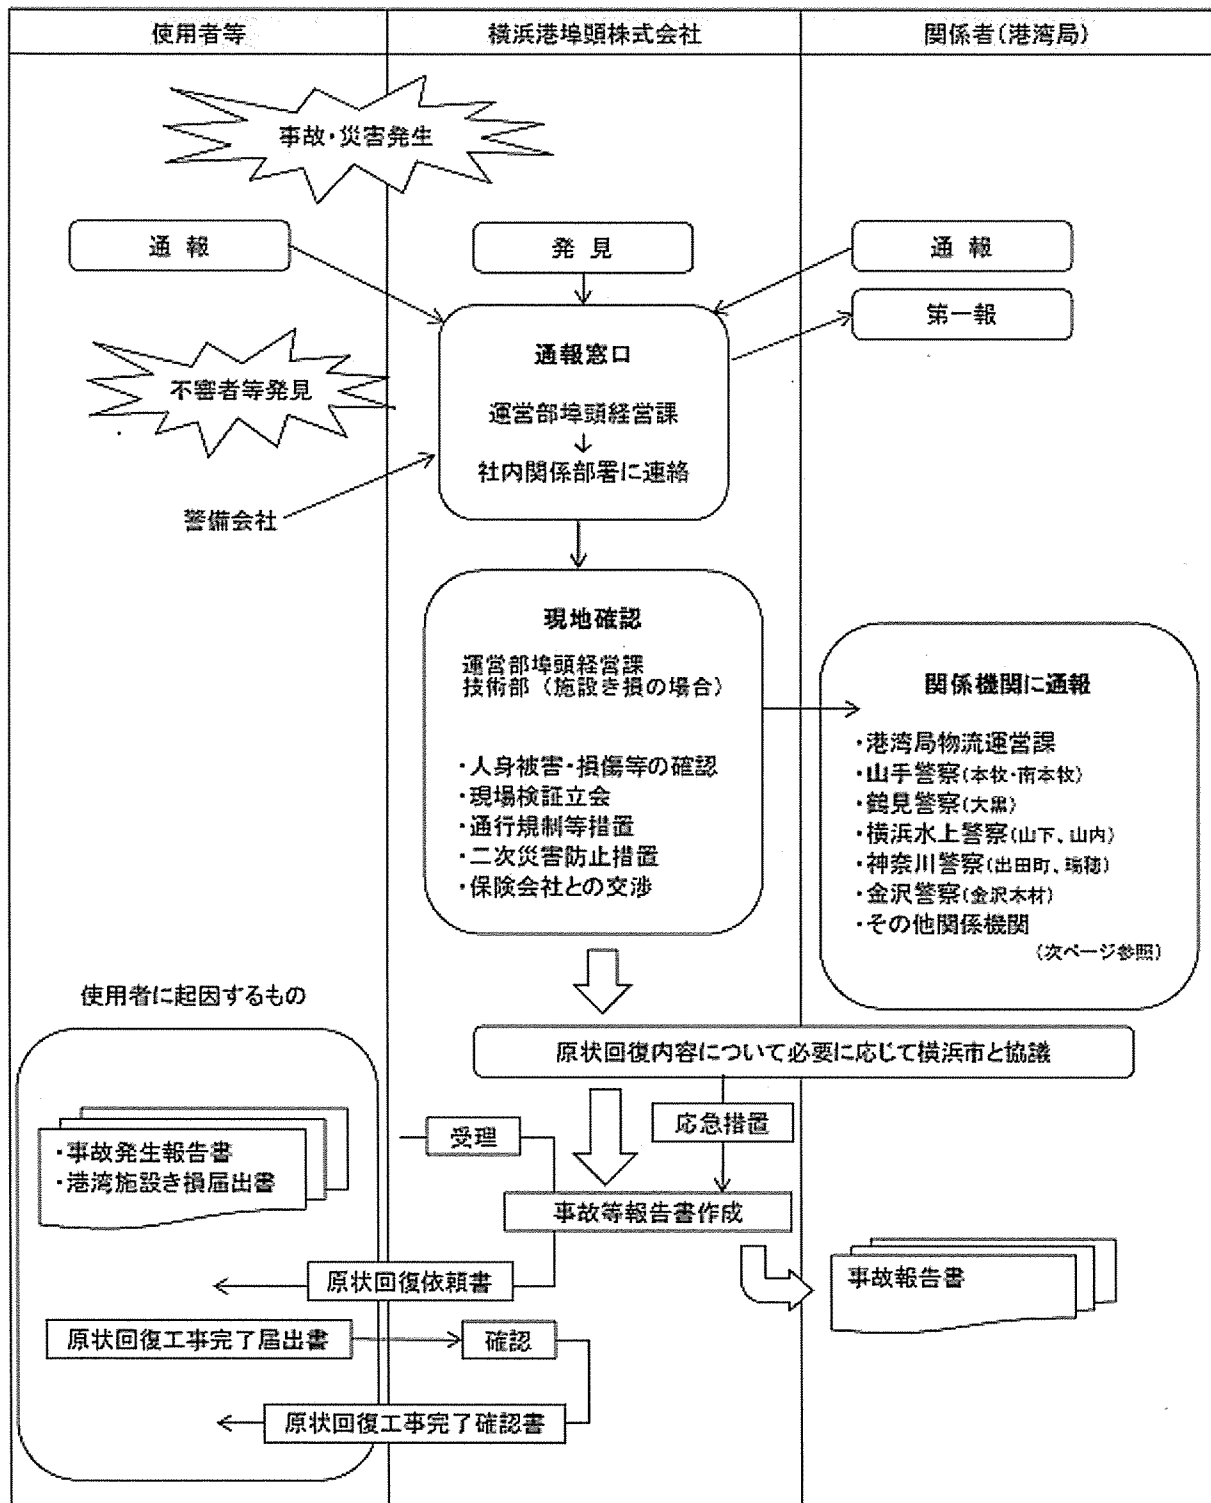 使用者等
横浜港埠頭株式会社
関係者(港湾局)
事故・災害発生
通 報
発 見
通 報
第一報
通報窓口
運営部埠頭経営課
社内関係部署に連絡
不審者等発見
警備会社
現地確認
運営部埠頭経営課
技術部 (施設き損の場合)
・人身被害・損傷等の確認
・現場検証立会
・通行規制等措置
・二次災害防止措置
・保険会社との交渉
関係機関に通報
・港湾局物流運営課
・山手警察(本牧・南本牧)
・鶴見警察(大黒)
・横浜水上警察(山下、山内)
・神奈川警察(出田町、瑞穂)
・金沢警察(金沢木材)
・その他関係機関
(次ページ参照)
使用者に起因するもの
原状回復内容について必要に応じて横浜市と協議
受理
応急措置
・事故発生報告書
・港湾施設き損届出書
事故等報告書作成
原状回復依頼書
事故報告書
原状回復工事完了届出書
確認
原状回復工事完了確認書